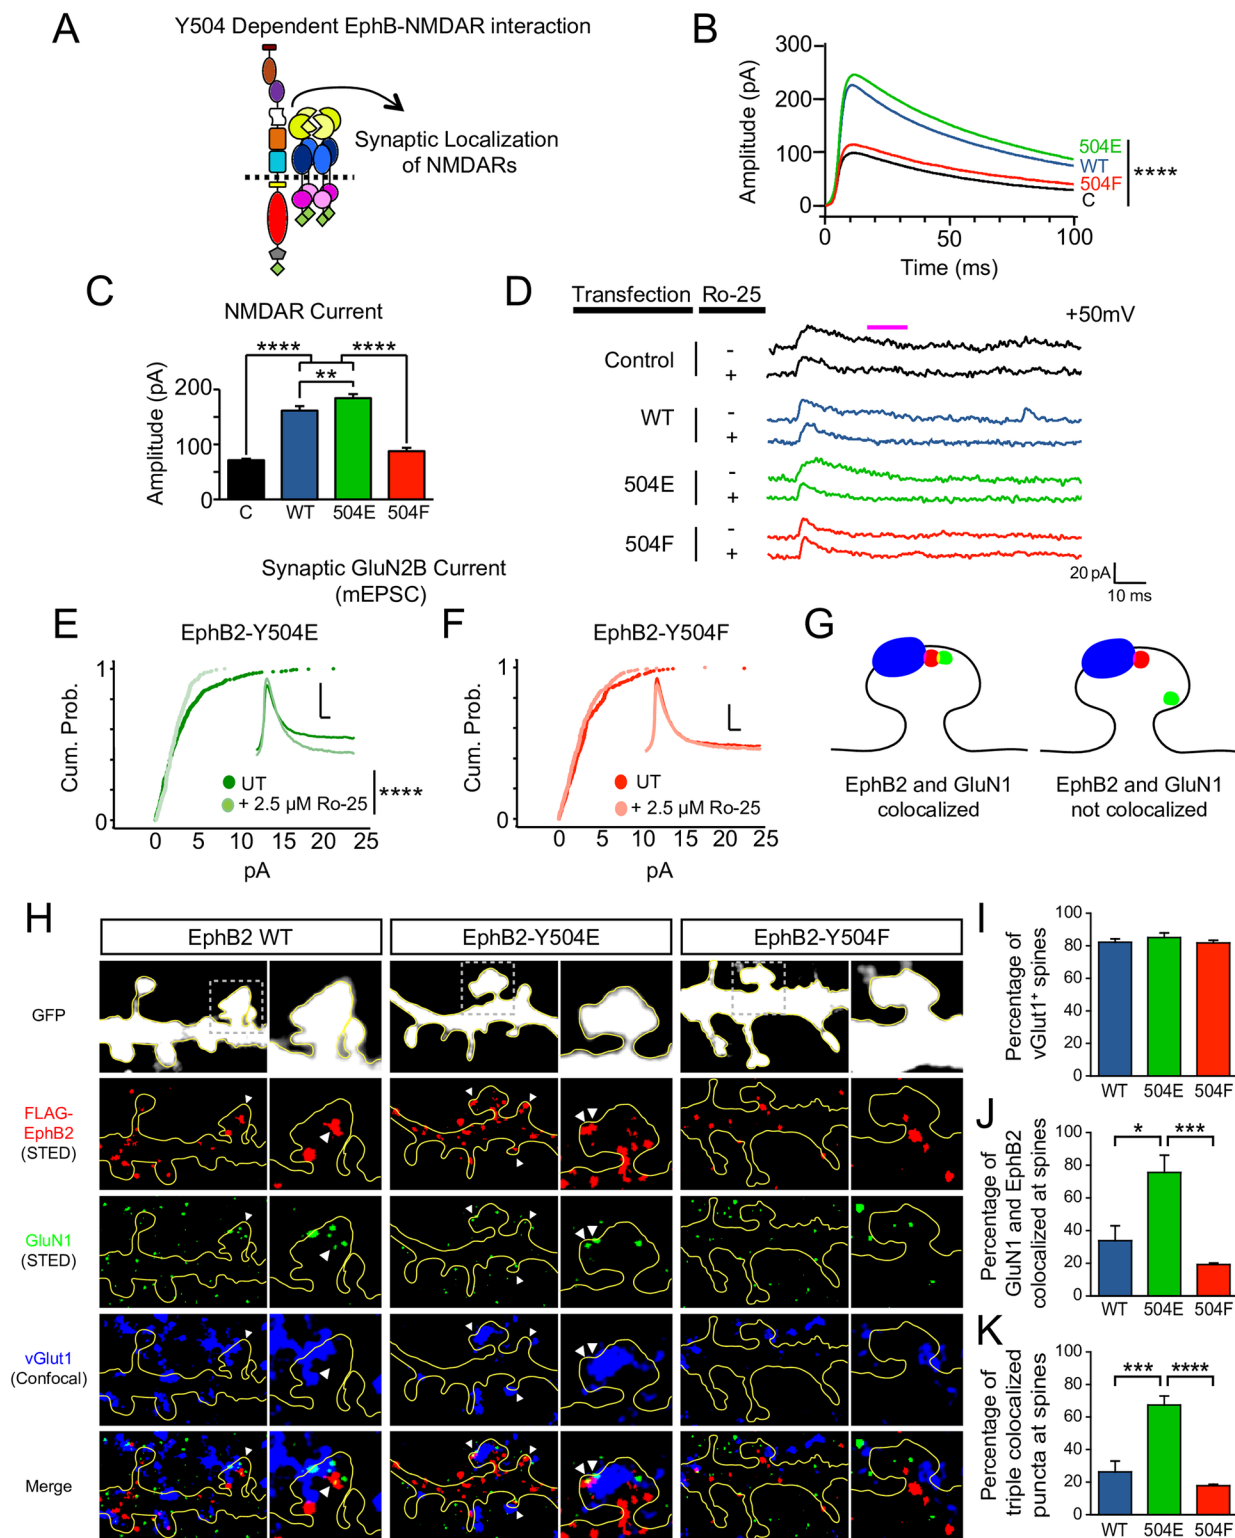 A
Y504 Dependent EphB-NMDAR interaction
Synaptic Localization
of NMDARs
B
Amplitude (pA)
300
200
100
0
0
50
100
Time (ms)
504E
WT
504F
C
****
C
NMDAR Current
****
****
**
Amplitude (pA)
200
100
0
C
WT
504E
504F
D
Transfection
Ro-25
+50mV
Control
-
+
WT
-
+
504E
-
+
504F
-
+
20 pA
10 ms
Synaptic GluN2B Current
(mEPSC)
E
EphB2-Y504E
Cum. Prob.
1
0
UT
+ 2.5 µM Ro-25
****
0
5
10
15
20
25
pA
F
EphB2-Y504F
Cum. Prob.
1
0
UT
+ 2.5 µM Ro-25
0
5
10
15
20
25
pA
G
EphB2 and GluN1
colocalized
EphB2 and GluN1
not colocalized
H
EphB2 WT
EphB2-Y504E
EphB2-Y504F
GFP
FLAG-
EphB2
(STED)
GluN1
(STED)
vGlut1
(Confocal)
Merge
I
Percentage of
vGlut1+ spines
100
80
60
40
20
0
WT
504E
504F
J
Percentage of
GluN1 and EphB2
colocalized at spines
100
80
60
40
20
0
*
***
WT
504E
504F
K
Percentage of
triple colocalized
puncta at spines
100
80
60
40
20
0
***
****
WT
504E
504F